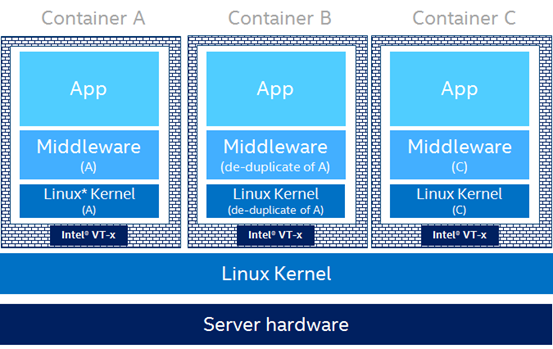 Container A
Container B
Container C
App
App
App
Middleware
(A)
Middleware
(de-duplicate of A)
Middleware
(C)
Linux* Kernel
(A)
Linux Kernel
(de-duplicate of A)
Linux Kernel
(C)
Intel® VT-x
Intel® VT-x
Intel® VT-x
Linux Kernel
Server hardware